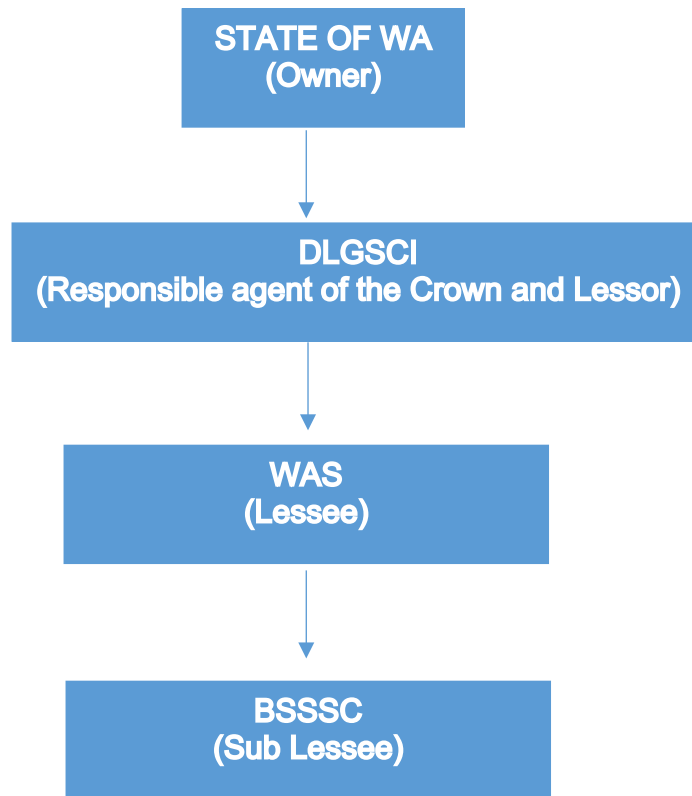 STATE OF WA
(Owner)
DLGSCI
(Responsible agent of the Crown and Lessor)
WAS
(Lessee)
BSSSC
(Sub Lessee)